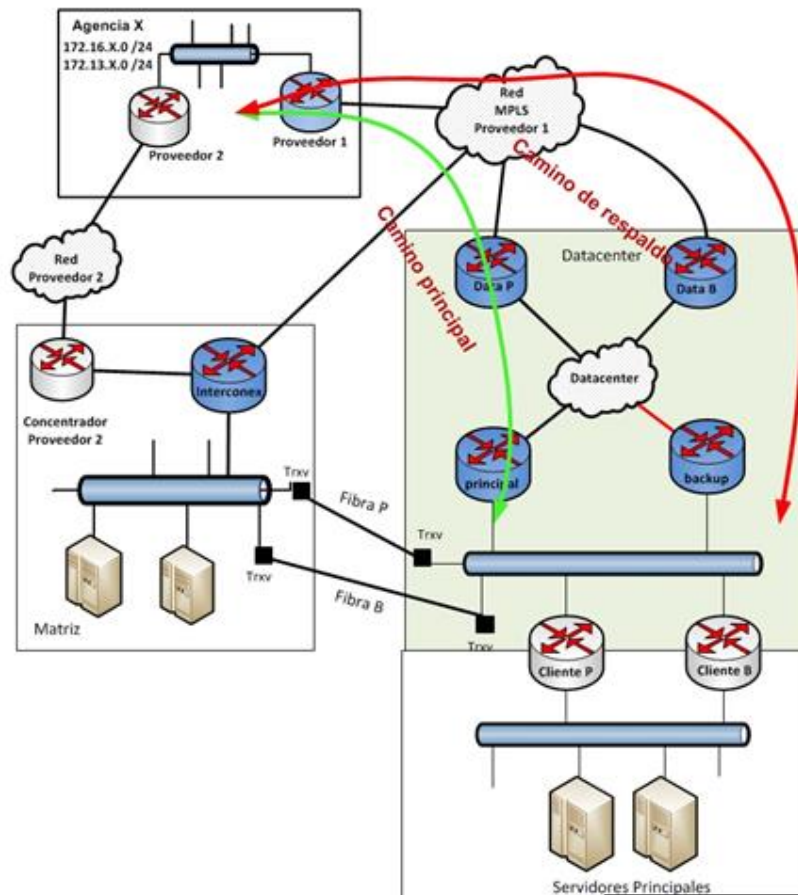 Agencia X
172.16.X.0 /24
172.13.X.0 /24
Proveedor 2
Proveedor 1
Red
MPLS
Proveedor 1
Camino de respaldo
Camino principal
Datacenter
Data P
Data B
Red
Proveedor 2
Interconex
Datacenter
Concentrador
Proveedor 2
principal
backup
Trxv
Fibra P
Trxv
Trxv
Fibra B
Trxv
Matriz
Cliente P
Cliente B
Servidores Principales